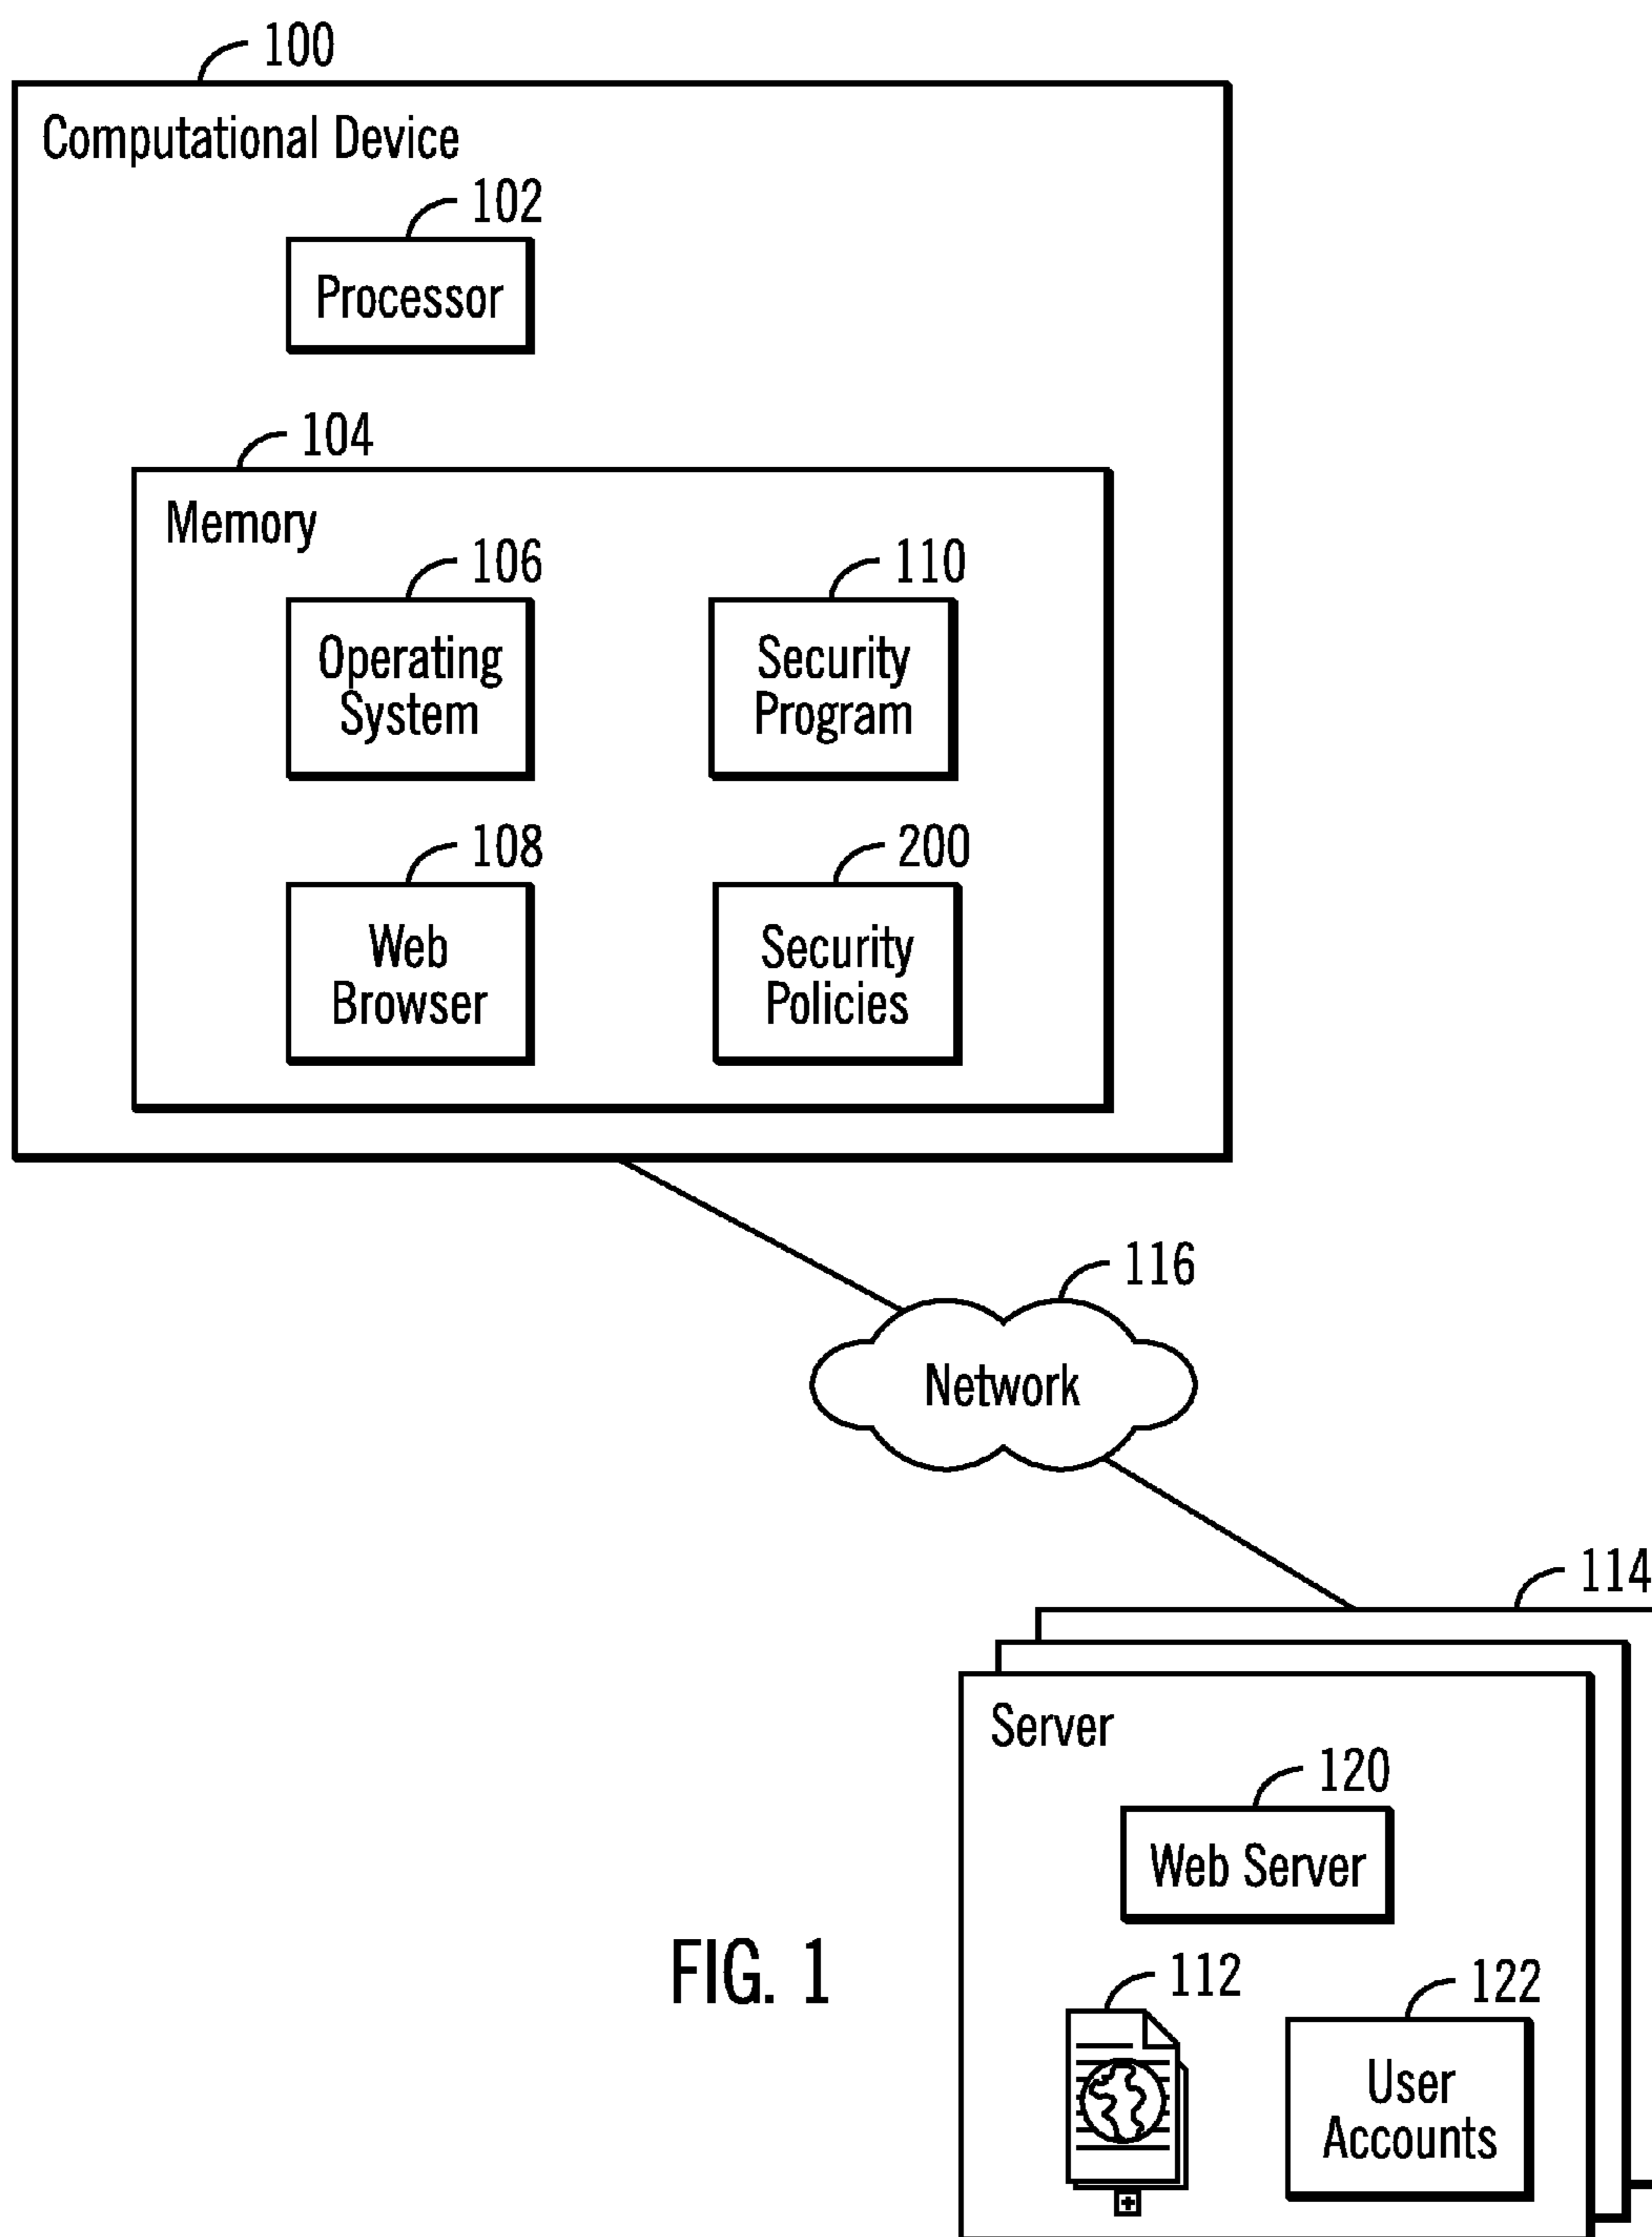 100
Computational Device
102
Processor
104
Memory
106
Operating
System
110
Security
Program
108
Web
Browser
200
Security
Policies
116
Network
114
Server
120
Web Server
FIG. 1
112
122
User
Accounts